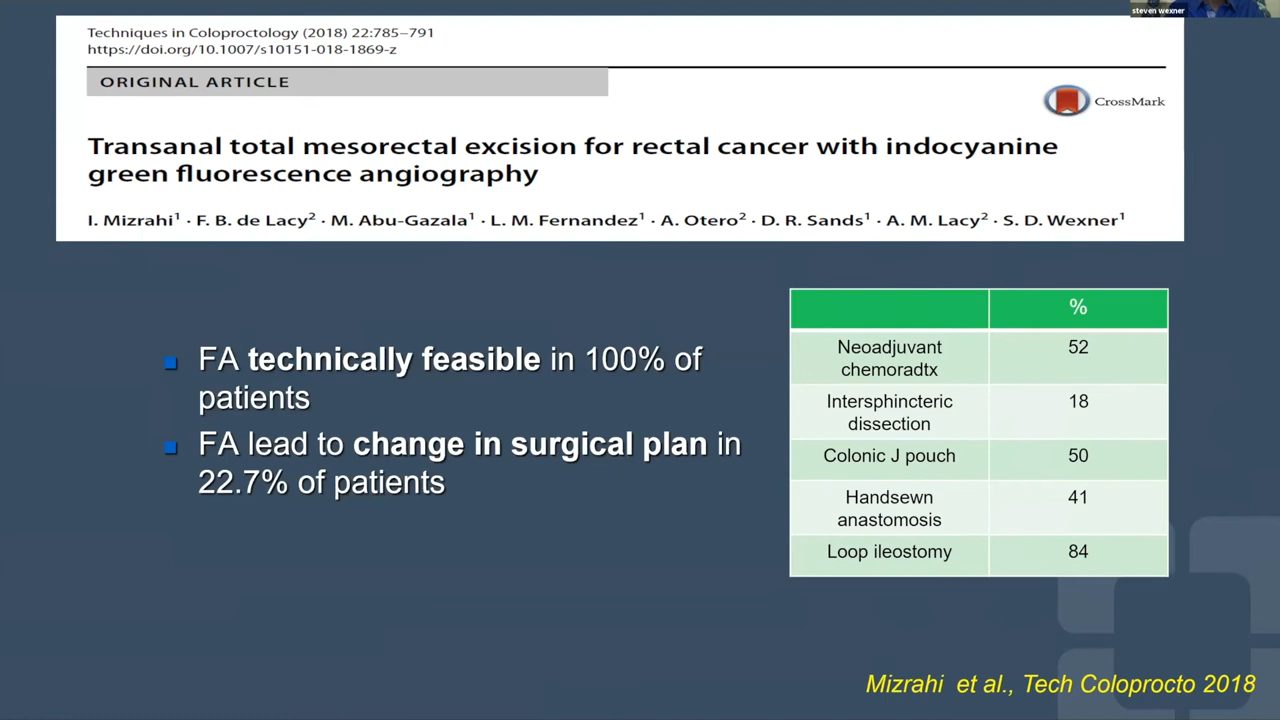 steven wexner
Techniques in Coloproctology (2018) 22:785–791
https://doi.org/10.1007/s10151-018-1869-z
ORIGINAL ARTICLE
CrossMark
Transanal total mesorectal excision for rectal cancer with indocyanine
green fluorescence angiography
I. Mizrahi1 · F. B. de Lacy2 · M. Abu-Gazala1 · L. M. Fernandez1 · A. Otero2 · D. R. Sands1 · A. M. Lacy2 · S. D. Wexner1
FA technically feasible in 100% of
patients
FA lead to change in surgical plan in
22.7% of patients
%
Neoadjuvant
chemoradtx
52
Intersphincteric
dissection
18
Colonic J pouch
50
Handsewn
anastomosis
41
Loop ileostomy
84
Mizrahi et al., Tech Coloprocto 2018